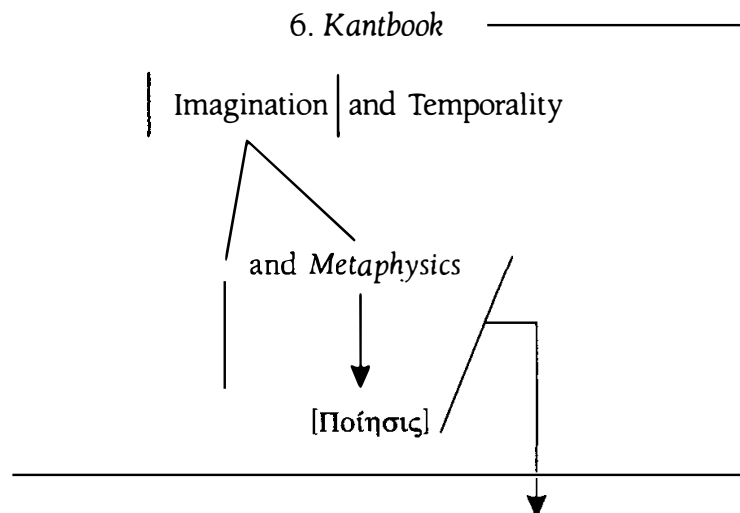 6. Kantbook
Imagination and Temporality
and Metaphysics
[Ποίησις]